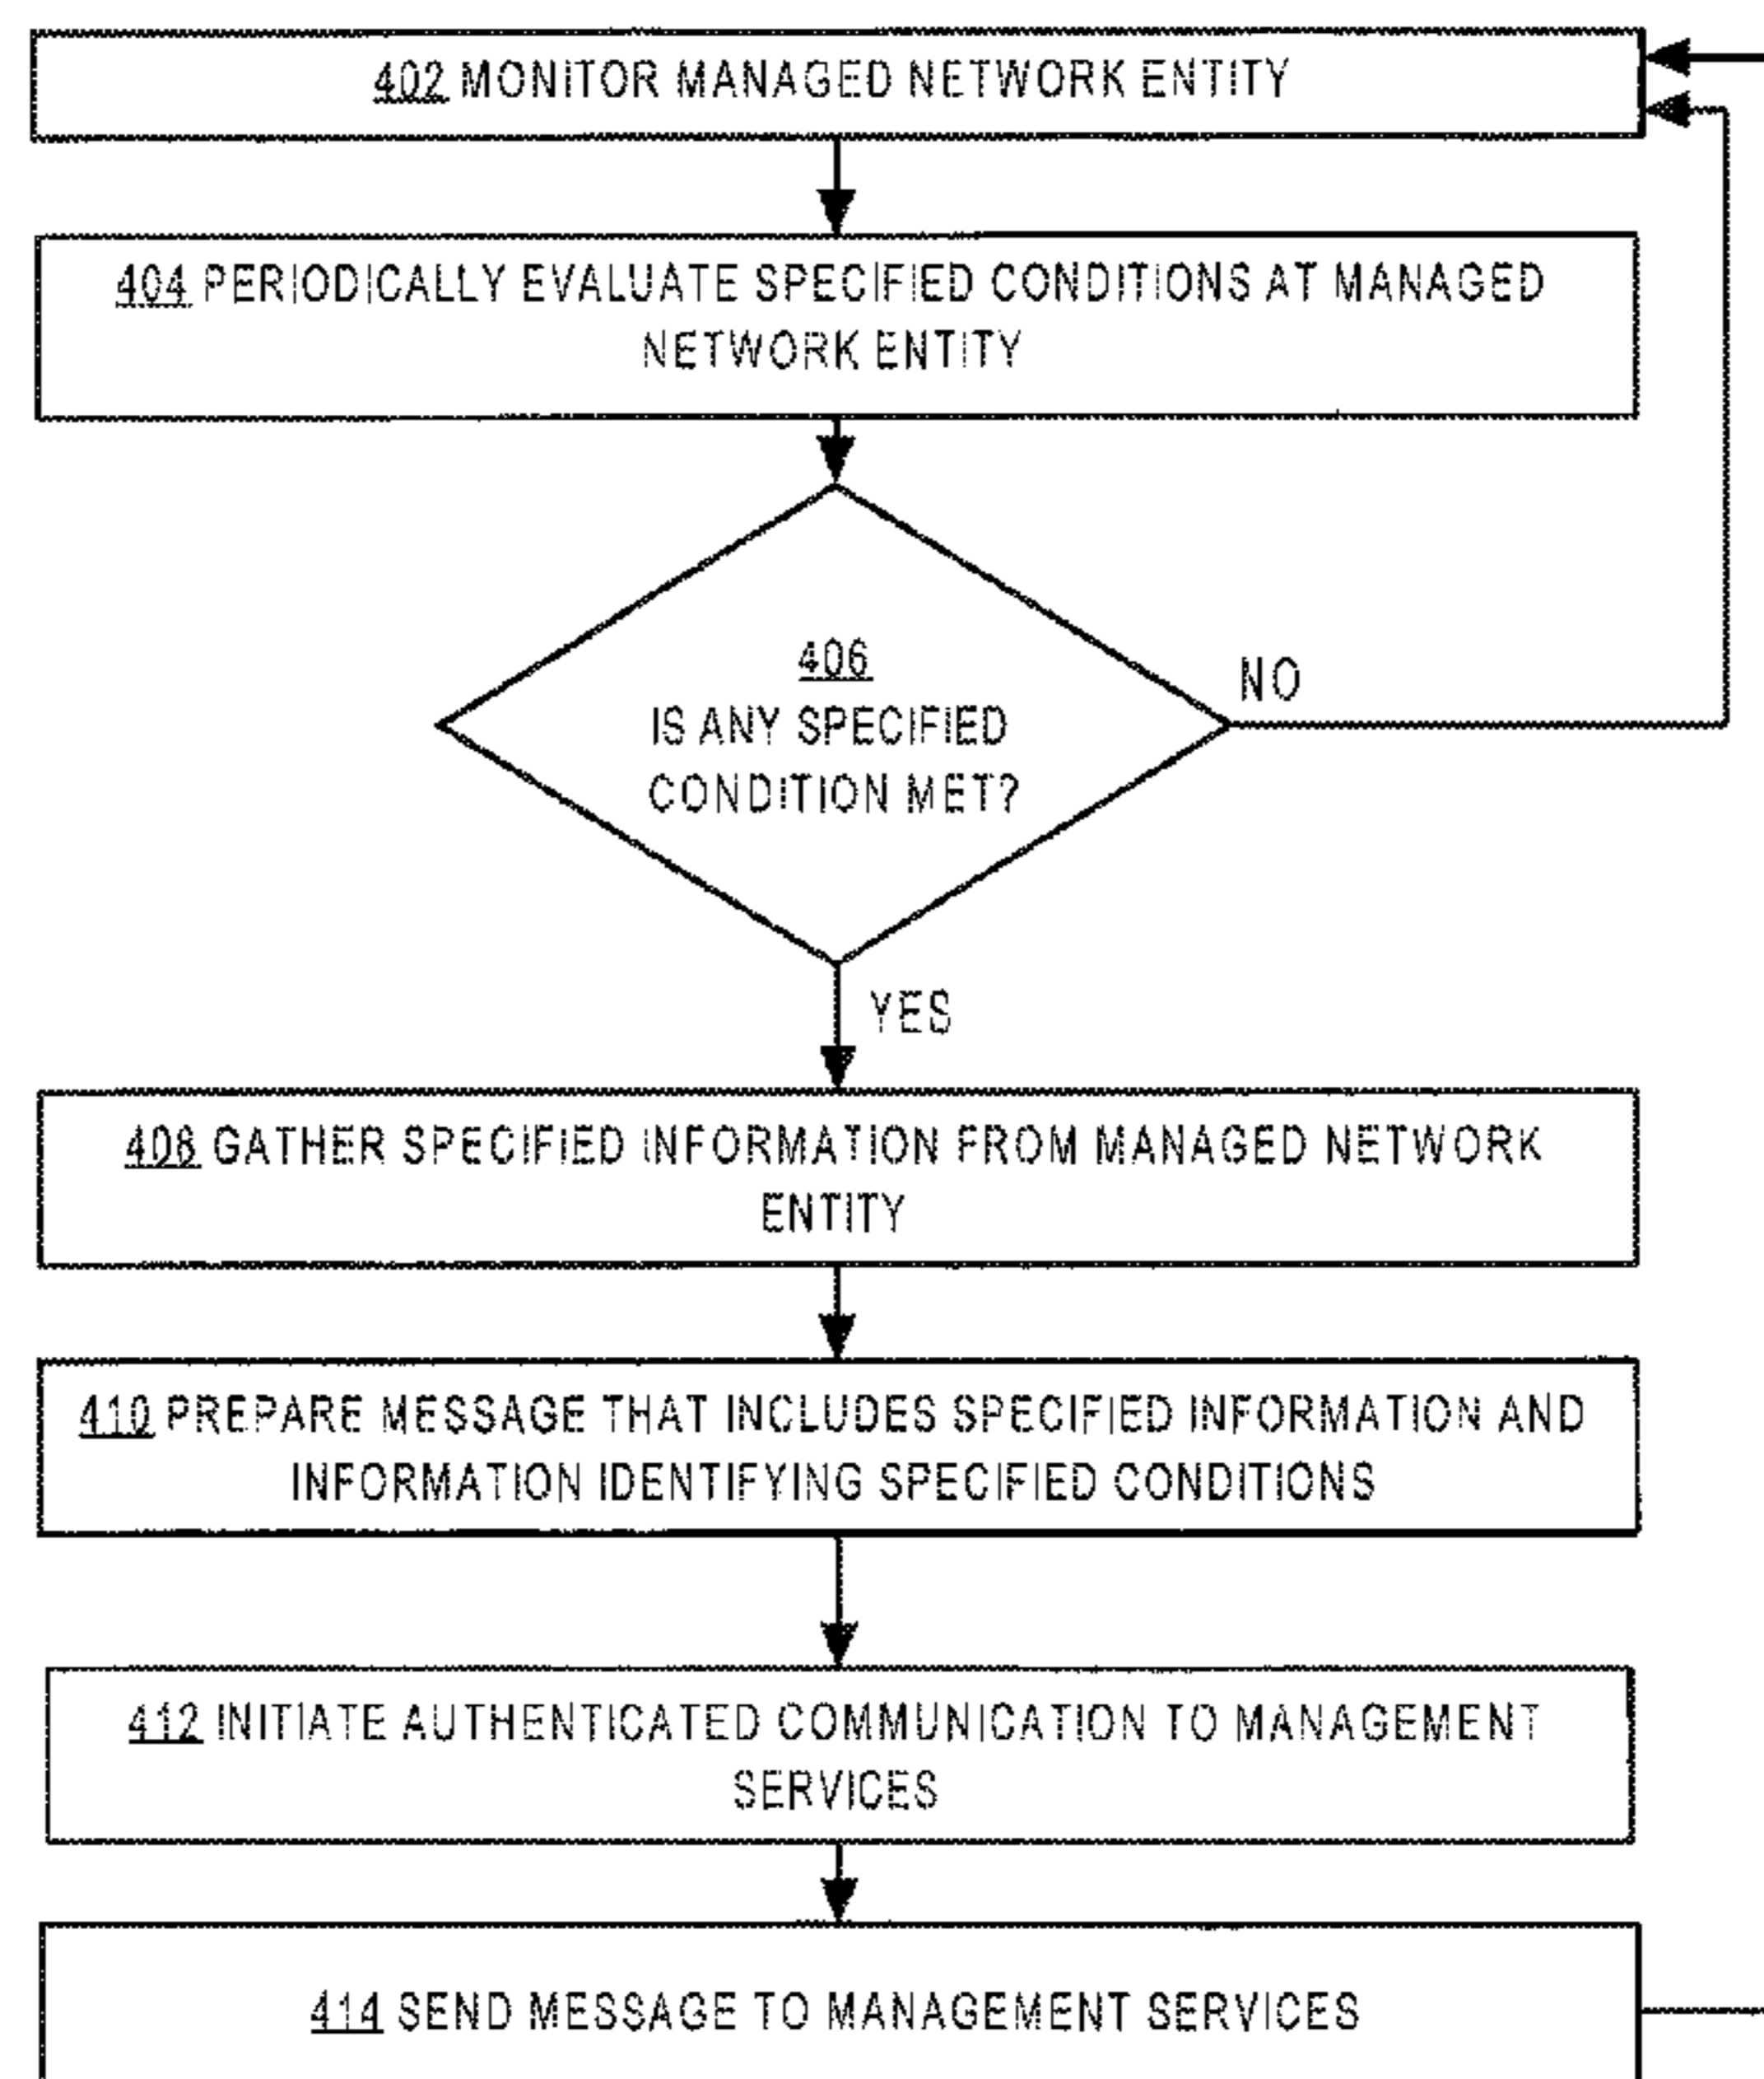 402 MONITOR MANAGED NETWORK ENTITY
404 PERIODICALLY EVALUATE SPECIFIED CONDITIONS AT MANAGED
NETWORK ENTITY
406
IS ANY SPECIFIED
CONDITION MET?
NO
YES
408 GATHER SPECIFIED INFORMATION FROM MANAGED NETWORK
ENTITY
410 PREPARE MESSAGE THAT INCLUDES SPECIFIED INFORMATION AND
INFORMATION IDENTIFYING SPECIFIED CONDITIONS
412 INITIATE AUTHENTICATED COMMUNICATION TO MANAGEMENT
SERVICES
414 SEND MESSAGE TO MANAGEMENT SERVICES